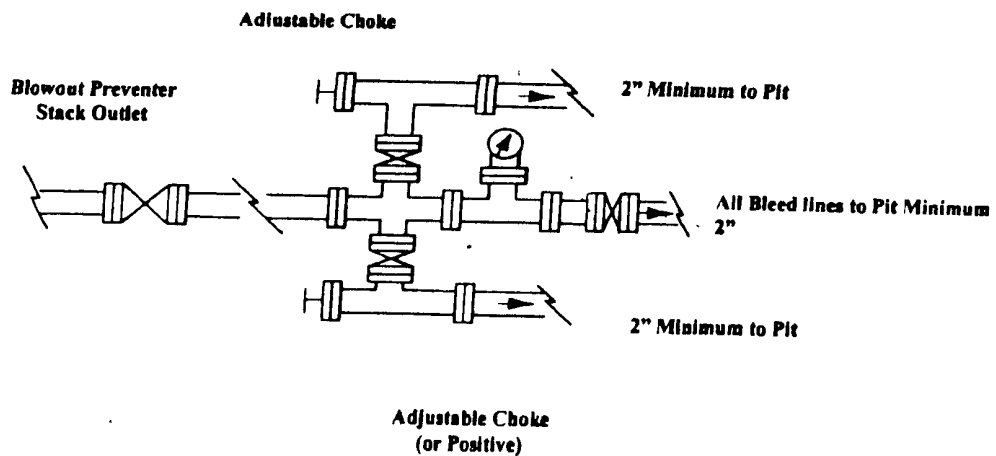 Adjustable Choke
Blowout Preventer
Stack Outlet
2" Minimum to Pit
All Bleed lines to Pit Minimum
2"
2" Minimum to Pit
Adjustable Choke
(or Positive)